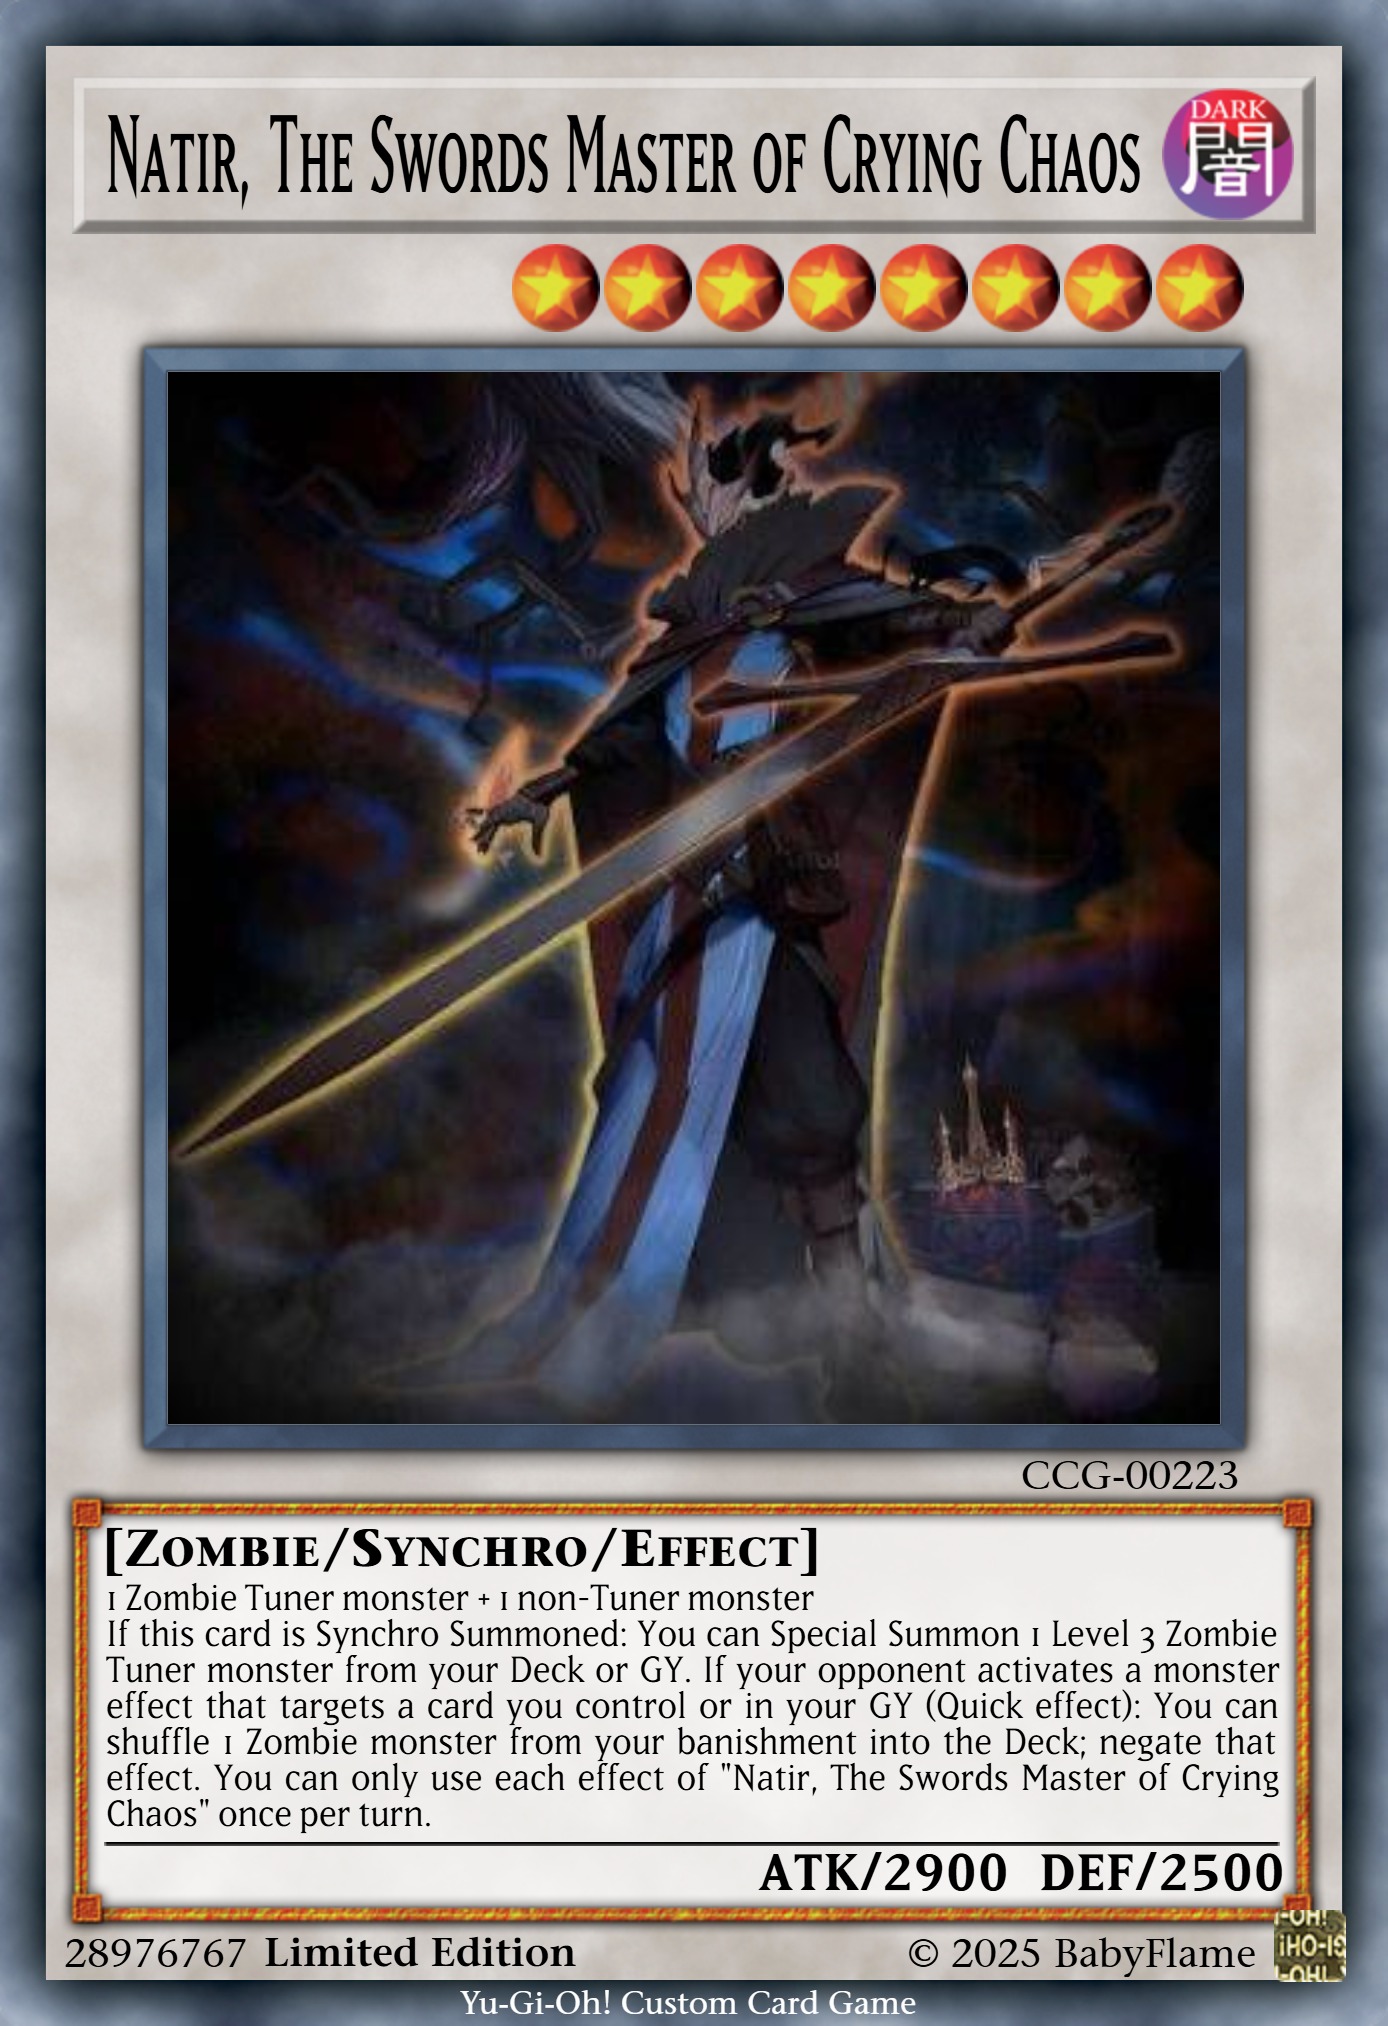 Natir, The Swords Master of Crying Chaos
DARK
闇
CCG-00223
[Zombie/Synchro/Effect]
1 Zombie Tuner monster + 1 non-Tuner monster
If this card is Synchro Summoned: You can Special Summon 1 Level 3 Zombie
Tuner monster from your Deck or GY. If your opponent activates a monster
effect that targets a card you control or in your GY (Quick effect): You can
shuffle 1 Zombie monster from your banishment into the Deck; negate that
effect. You can only use each effect of "Natir, The Swords Master of Crying
Chaos" once per turn.
ATK/2900 DEF/2500
28976767 Limited Edition
© 2025 BabyFlame
Yu-Gi-Oh! Custom Card Game